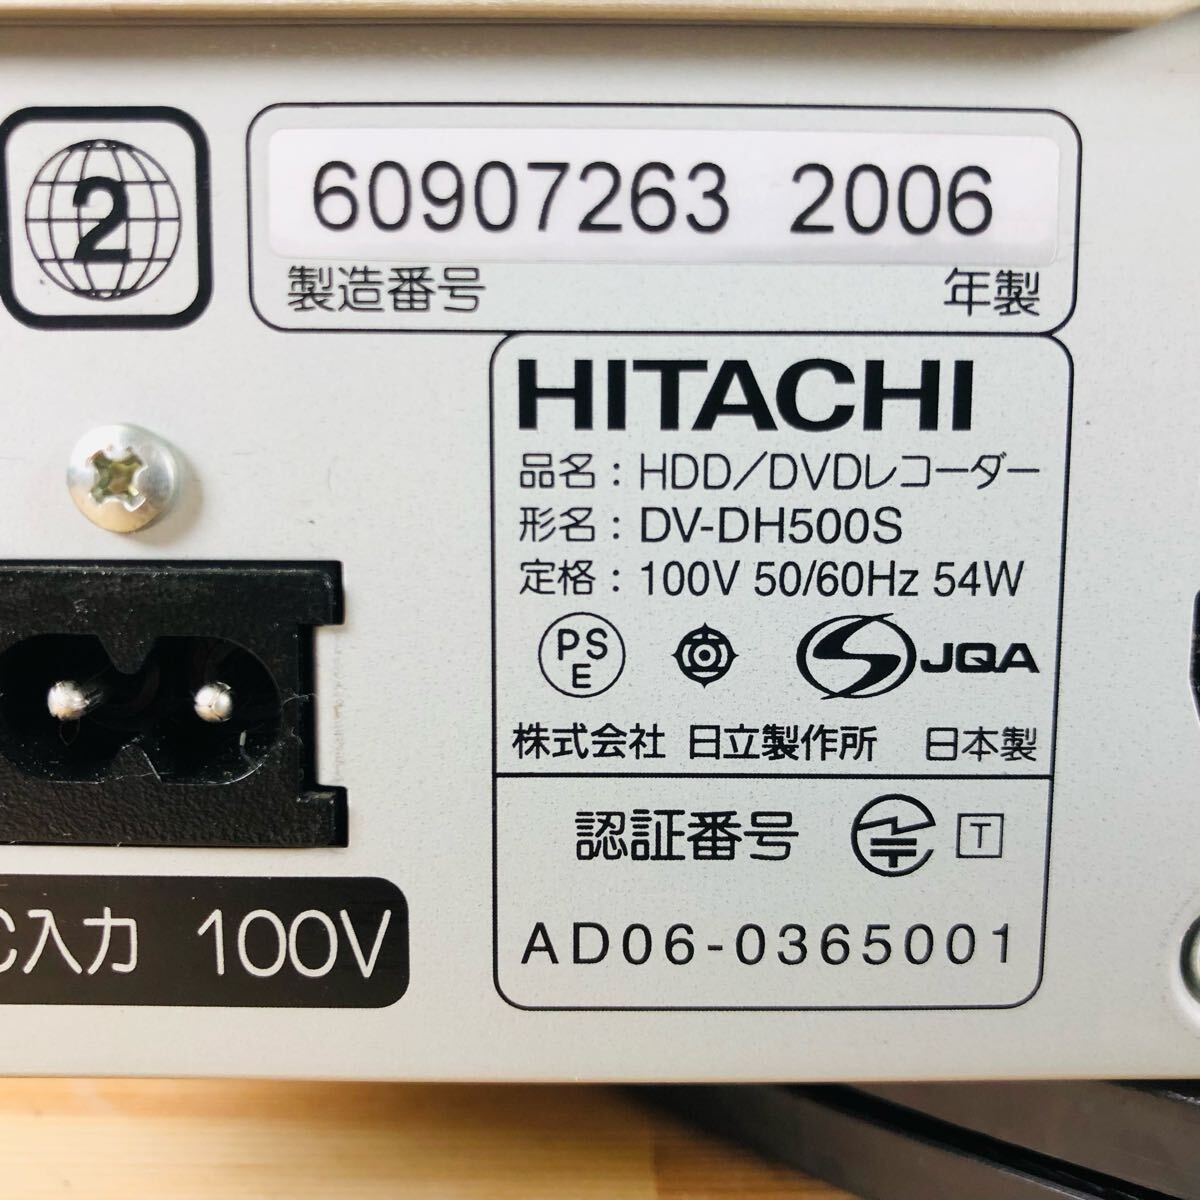 2
60907263 2006
製造番号 年製
HITACHI
品名：HDD／DVDレコーダー
形名：DV-DH500S
定格：100V 50/60Hz 54W
PSE
JQA
株式会社 日立製作所 日本製
認証番号 T
AD06-0365001
C入力 100V